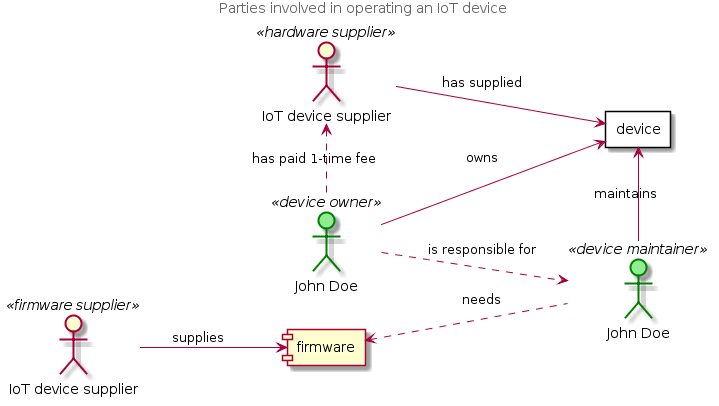 Parties involved in operating an IoT device
«hardware supplier»
IoT device supplier
has supplied
device
has paid 1-time fee
owns
maintains
«device owner»
John Doe
is responsible for
«device maintainer»
John Doe
needs
«firmware supplier»
IoT device supplier
supplies
firmware